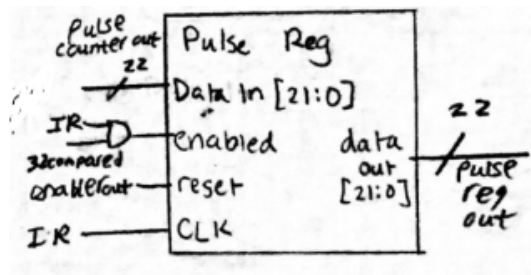 Pulse
counter out
22
Pulse Reg
Data In [21:0]
IR
32compared
enabled
enablerout
reset
IR
CLK
data
out
[21:0]
22
pulse
reg
out